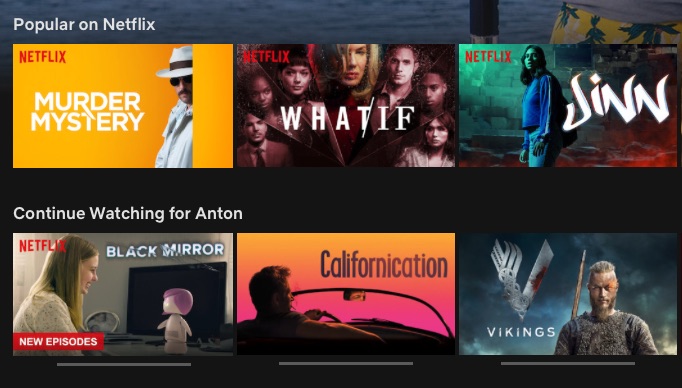 Popular on Netflix
NETFLIX
MURDER
MYSTERY
NETFLIX
WHAT/IF
NETFLIX
JINN
Continue Watching for Anton
NETFLIX
BLACK MIRROR
NEW EPISODES
Californication
ViKiNGS